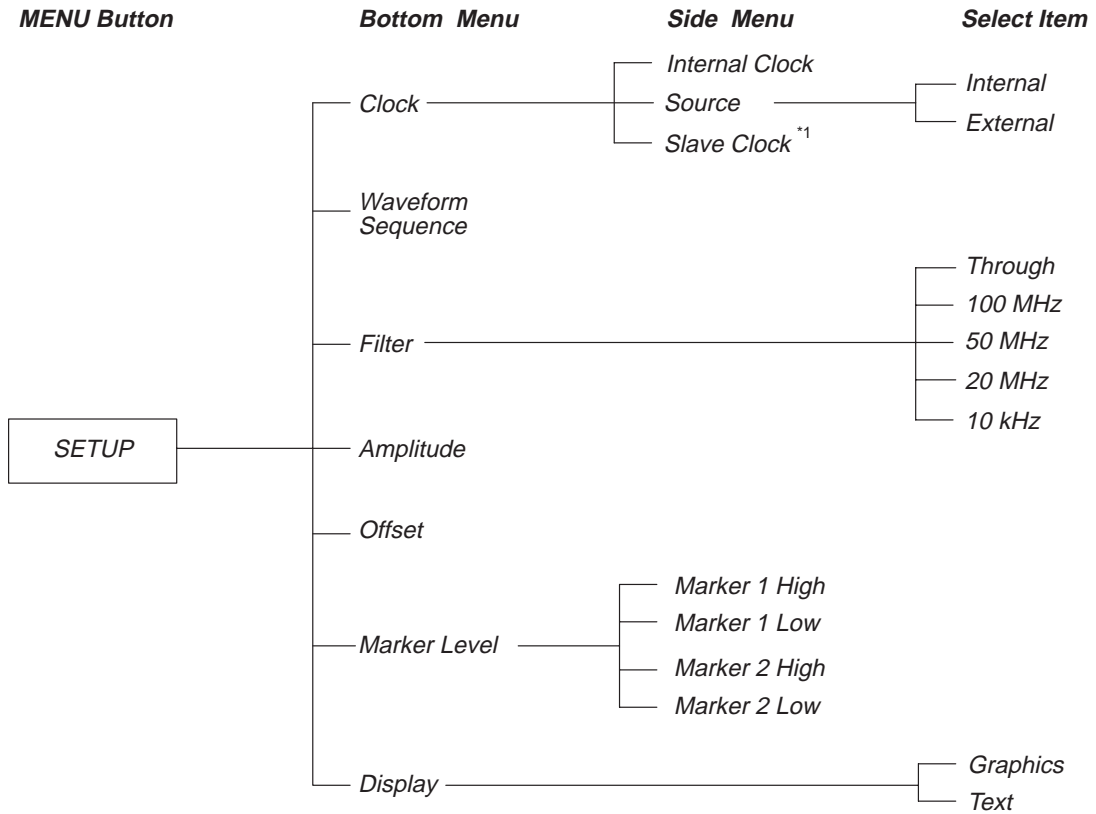 MENU Button Bottom Menu Side Menu Select Item
Internal Clock
Internal
Clock Source
External
Slave Clock *1
Waveform
Sequence
Through
100 MHz
Filter 50 MHz
20 MHz
10 kHz
SETUP Amplitude
Offset
Marker 1 High
Marker 1 Low
Marker Level
Marker 2 High
Marker 2 Low
Graphics
Display
Text